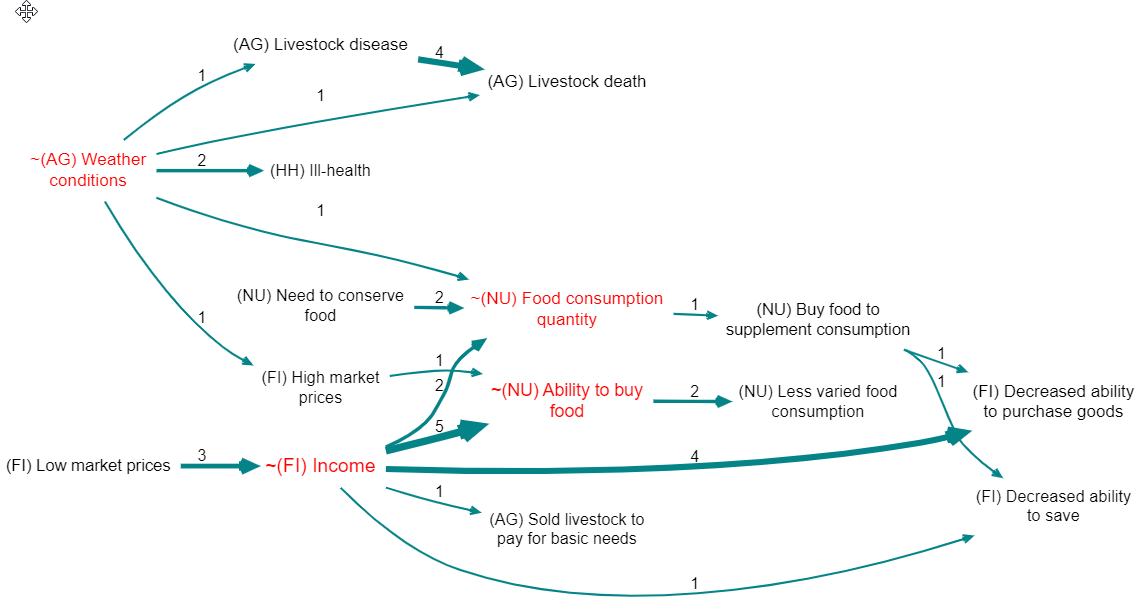 (AG) Livestock disease
4
(AG) Livestock death
1
1
~(AG) Weather
conditions
2
(HH) Ill-health
1
(NU) Need to conserve
food
2
~(NU) Food consumption
quantity
1
(NU) Buy food to
supplement consumption
1
(FI) High market
prices
1
2
~(NU) Ability to buy
food
2
(NU) Less varied food
consumption
1
1
(FI) Decreased ability
to purchase goods
5
(FI) Low market prices
3
~(FI) Income
4
1
(AG) Sold livestock to
pay for basic needs
(FI) Decreased ability
to save
1